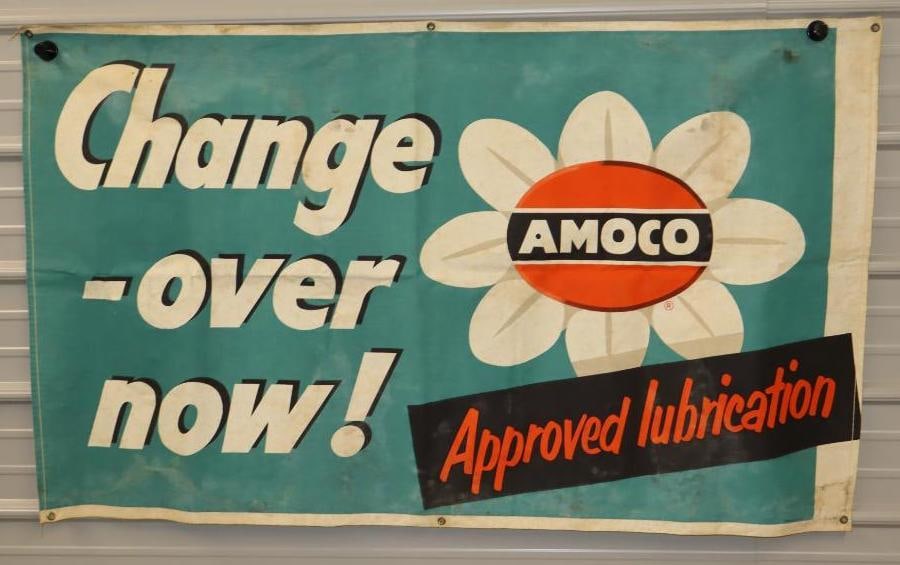 Change
-over
now!
AMOCO
®
Approved lubrication